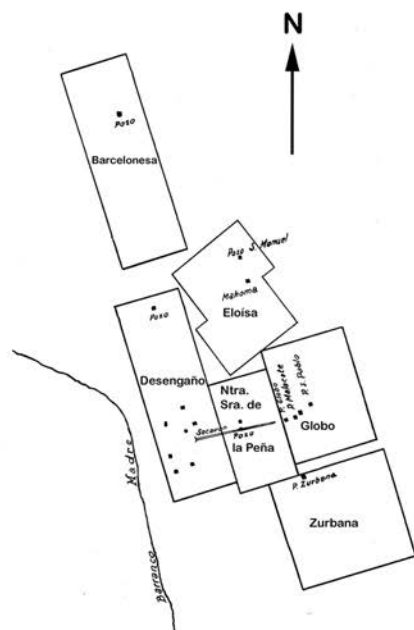 N
Poso
Barcelonesa
Poso S. Manuel
Mahoma
Eloísa
Poso
Desengaño
Ntra.
Sra. de
la Peña
Socavon
Poso
P. Globo
P. Malacate
P. S. Pablo
Globo
P. Zurbana
Zurbana
Madre
Barranco